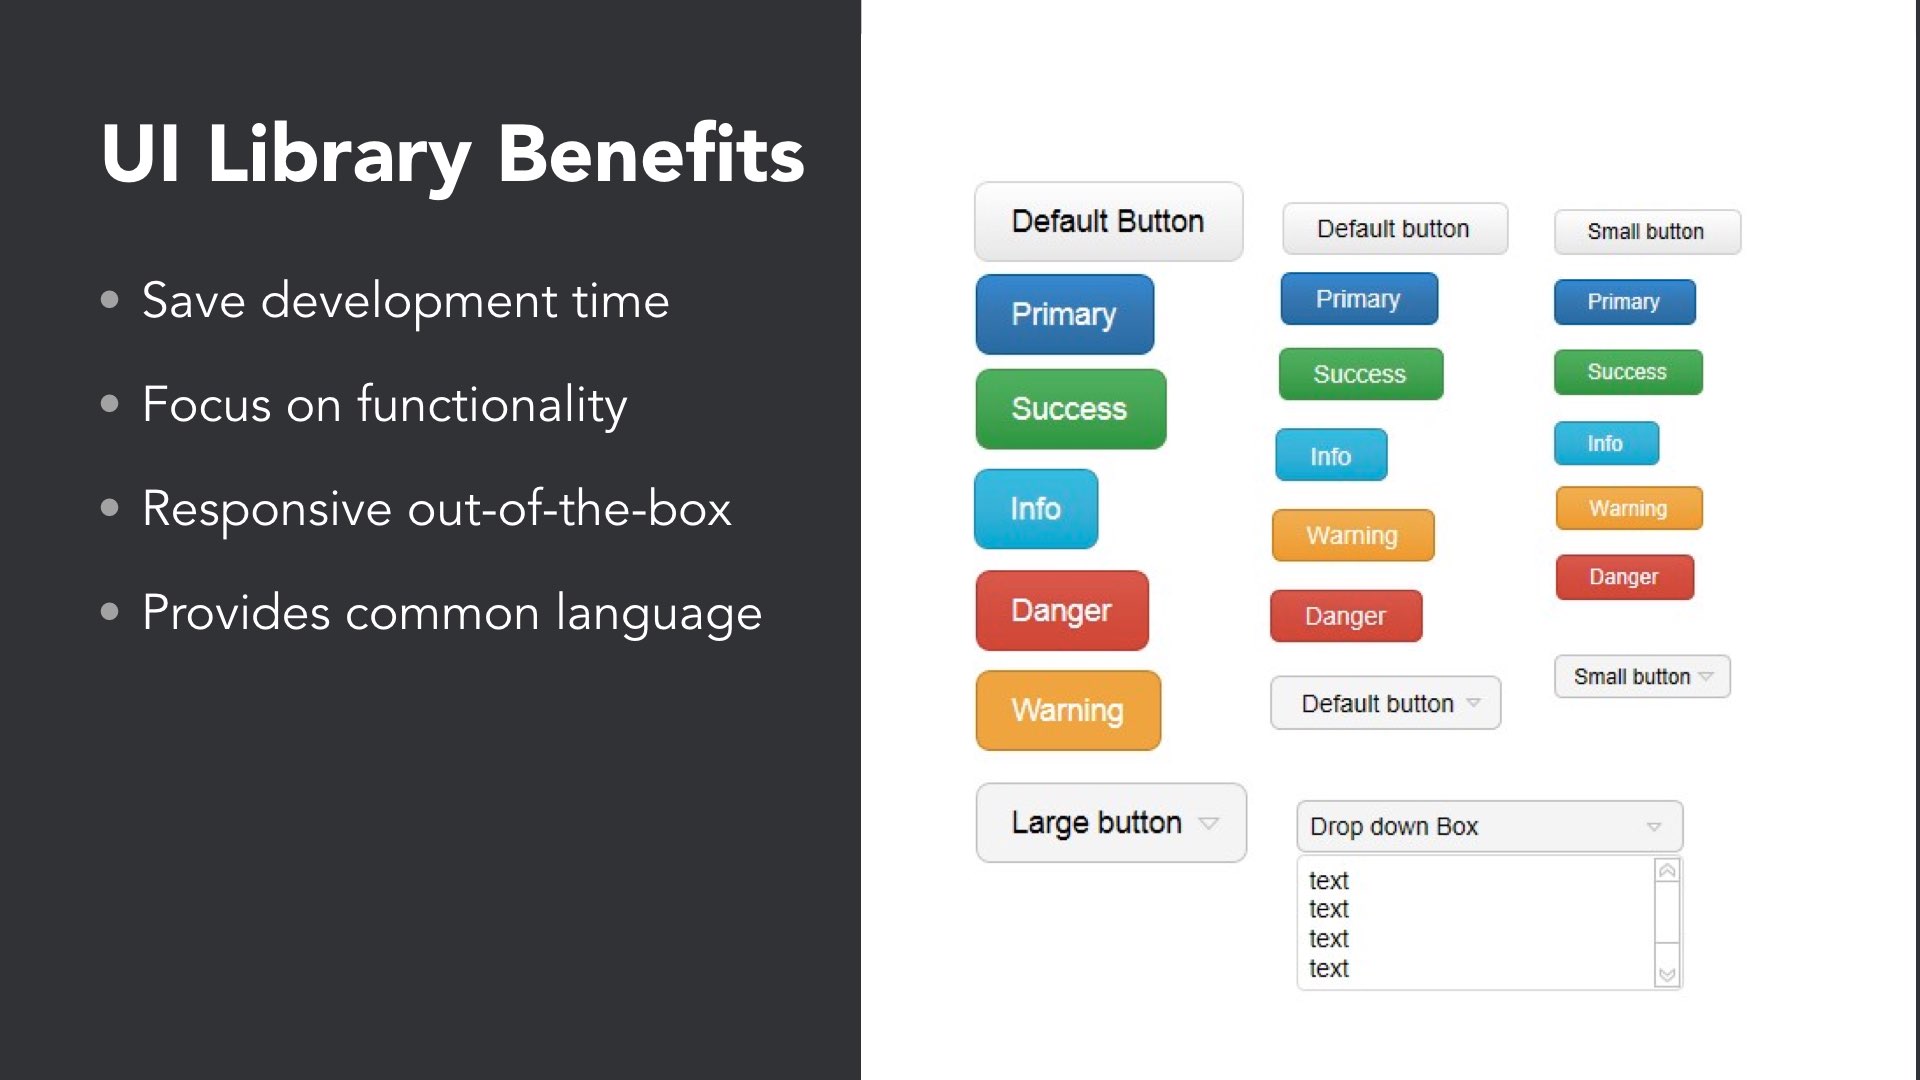 UI Library Benefits
• Save development time
• Focus on functionality
• Responsive out-of-the-box
• Provides common language
Default Button
Primary
Success
Info
Danger
Warning
Large button
Default button
Primary
Success
Info
Warning
Danger
Default button
Small button
Primary
Success
Info
Warning
Danger
Small button
Drop down Box
text
text
text
text